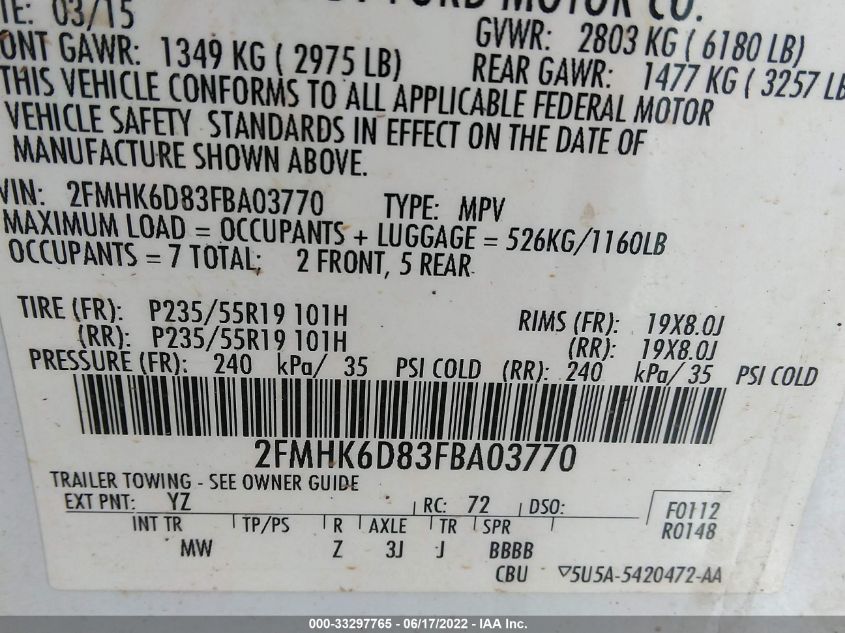 FORD MOTOR CO.
TE: 03/15
GVWR: 2803 KG ( 6180 LB)
ONT GAWR: 1349 KG ( 2975 LB)
REAR GAWR: 1477 KG ( 3257 LB
THIS VEHICLE CONFORMS TO ALL APPLICABLE FEDERAL MOTOR
VEHICLE SAFETY STANDARDS IN EFFECT ON THE DATE OF
MANUFACTURE SHOWN ABOVE.
VIN: 2FMHK6D83FBA03770 TYPE: MPV
MAXIMUM LOAD = OCCUPANTS + LUGGAGE = 526KG/1160LB
OCCUPANTS = 7 TOTAL; 2 FRONT, 5 REAR
TIRE (FR): P235/55R19 101H RIMS (FR): 19X8.0J
(RR): P235/55R19 101H (RR): 19X8.0J
PRESSURE (FR): 240 kPa/ 35 PSI COLD (RR): 240 kPa/ 35 PSI COLD
2FMHK6D83FBA03770
TRAILER TOWING - SEE OWNER GUIDE
EXT PNT: YZ RC: 72 DSO: F0112
R0148
INT TR TP/PS R AXLE TR SPR
MW Z 3J J BBBB
CBU ▽5U5A-5420472-AA
000-33297765 - 06/17/2022 - IAAI.com